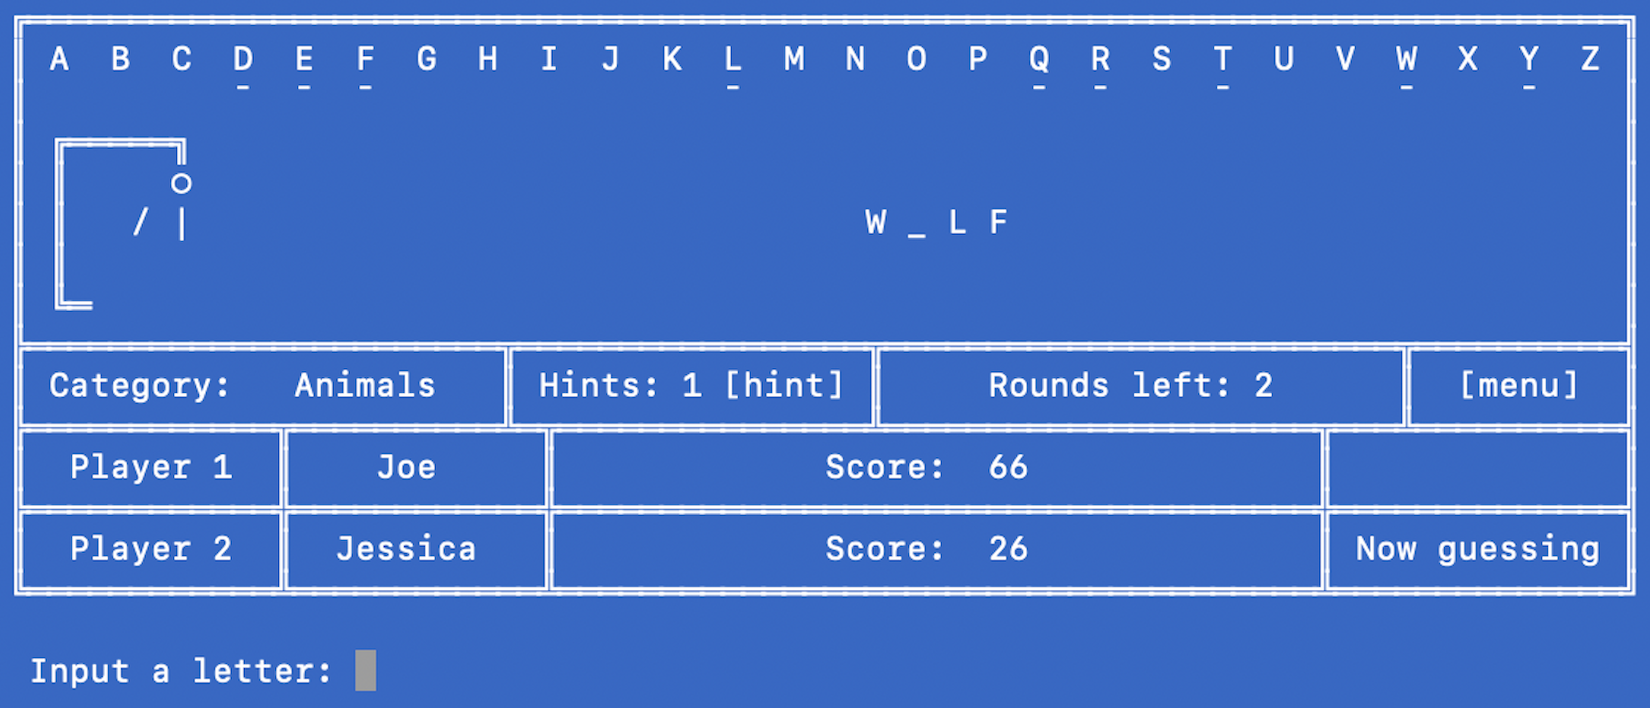 A B C D E F G H I J K L M N O P Q R S T U V W X Y Z
W _ L F
Category: Animals Hints: 1 [hint] Rounds left: 2 [menu]
Player 1 Joe Score: 66
Player 2 Jessica Score: 26 Now guessing
Input a letter: